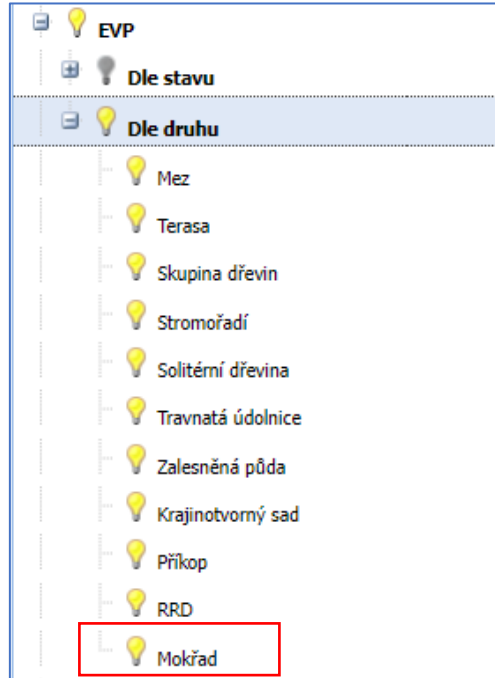 EVP
Dle stavu
Dle druhu
Mez
Terasa
Skupina dřevin
Stromořadí
Solitérní dřevina
Travnatá údolnice
Zalesněná půda
Krajinotvorný sad
Příkop
RRD
Mokřad